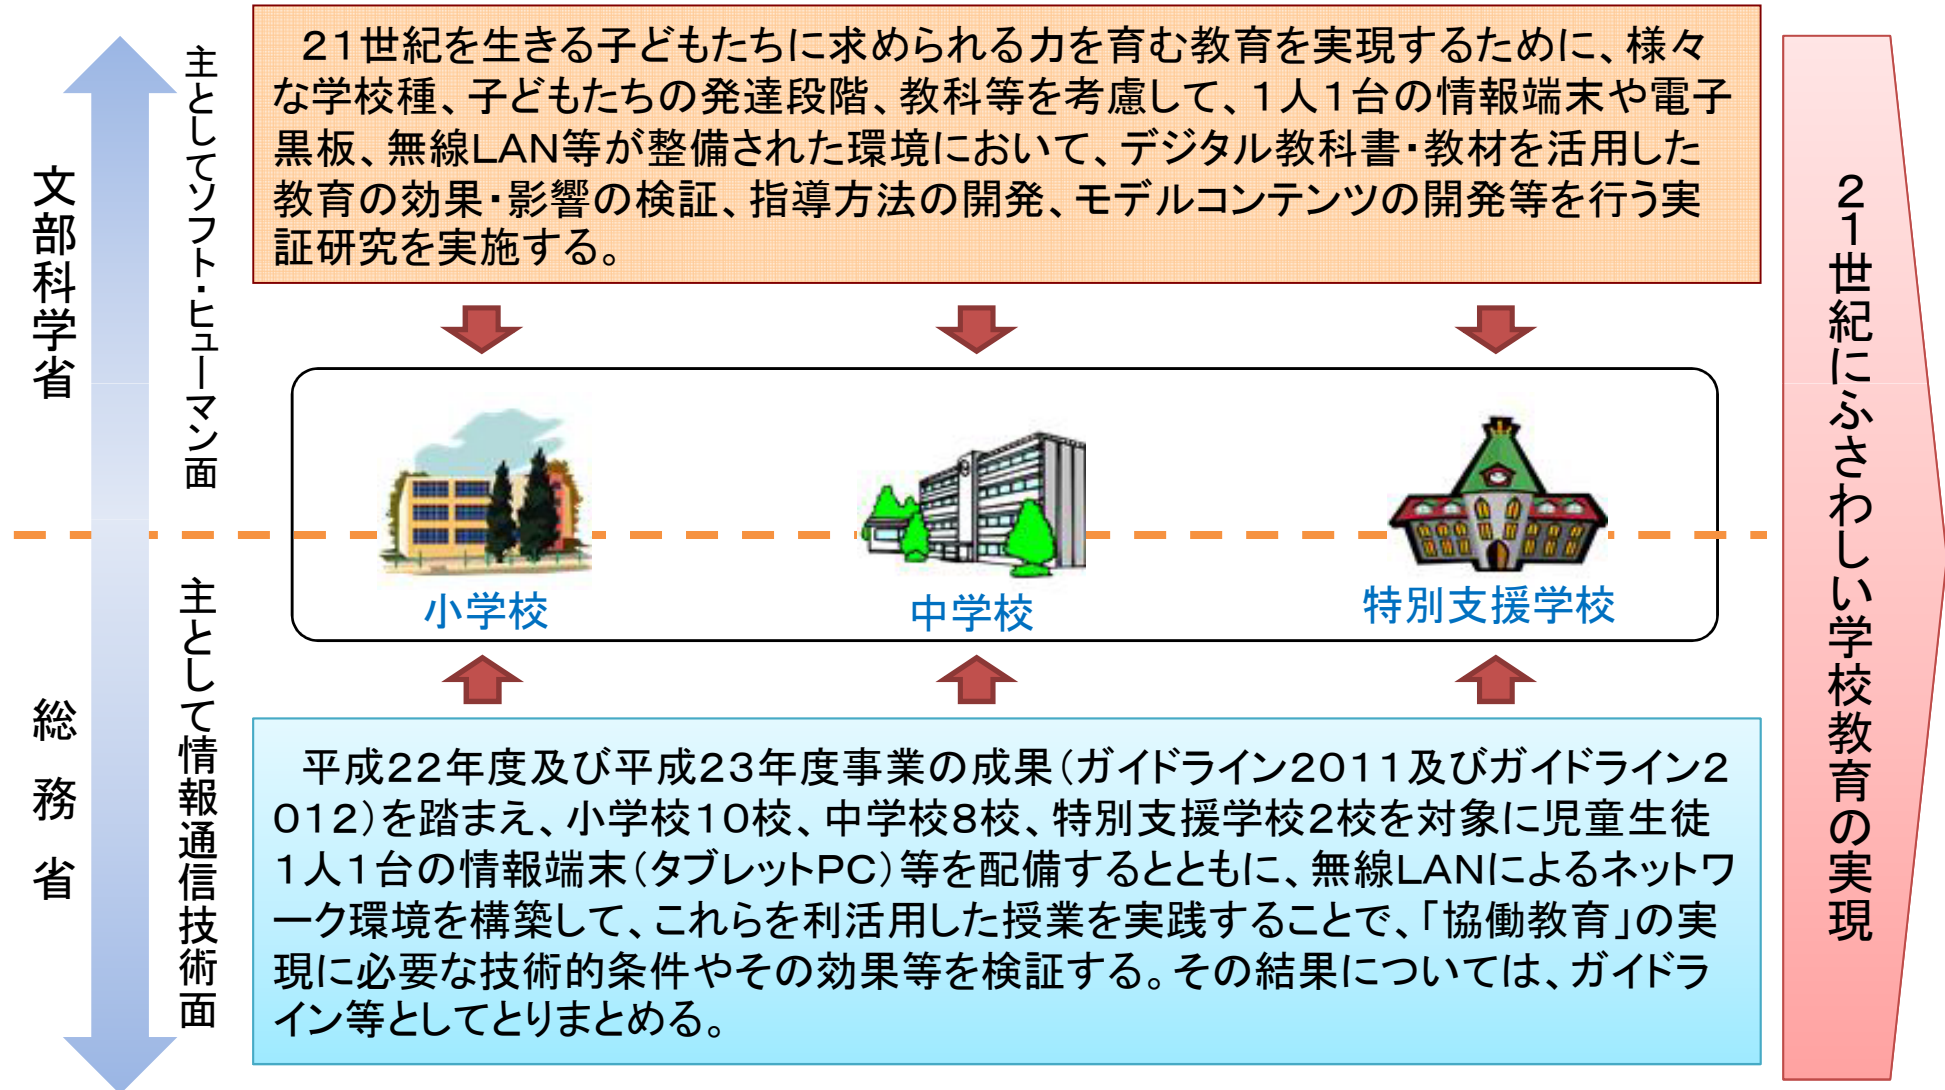 文部科学省
主としてソフト・ヒューマン面
２１世紀を生きる子どもたちに求められる力を育む教育を実現するために、様々
な学校種、子どもたちの発達段階、教科等を考慮して、１人１台の情報端末や電子
黒板、無線ＬＡＮ等が整備された環境において、デジタル教科書・教材を活用した
教育の効果・影響の検証、指導方法の開発、モデルコンテンツの開発等を行う実
証研究を実施する。
小学校
中学校
特別支援学校
総務省
主として情報通信技術面
平成２２年度及び平成２３年度事業の成果（ガイドライン２０１１及びガイドライン２
０１２）を踏まえ、小学校１０校、中学校８校、特別支援学校２校を対象に児童生徒
１人１台の情報端末（タブレットＰＣ）等を配備するとともに、無線ＬＡＮによるネットワ
ーク環境を構築して、これらを利活用した授業を実践することで、「協働教育」の実
現に必要な技術的条件やその効果等を検証する。その結果については、ガイドラ
イン等としてとりまとめる。
２１世紀にふさわしい学校教育の実現